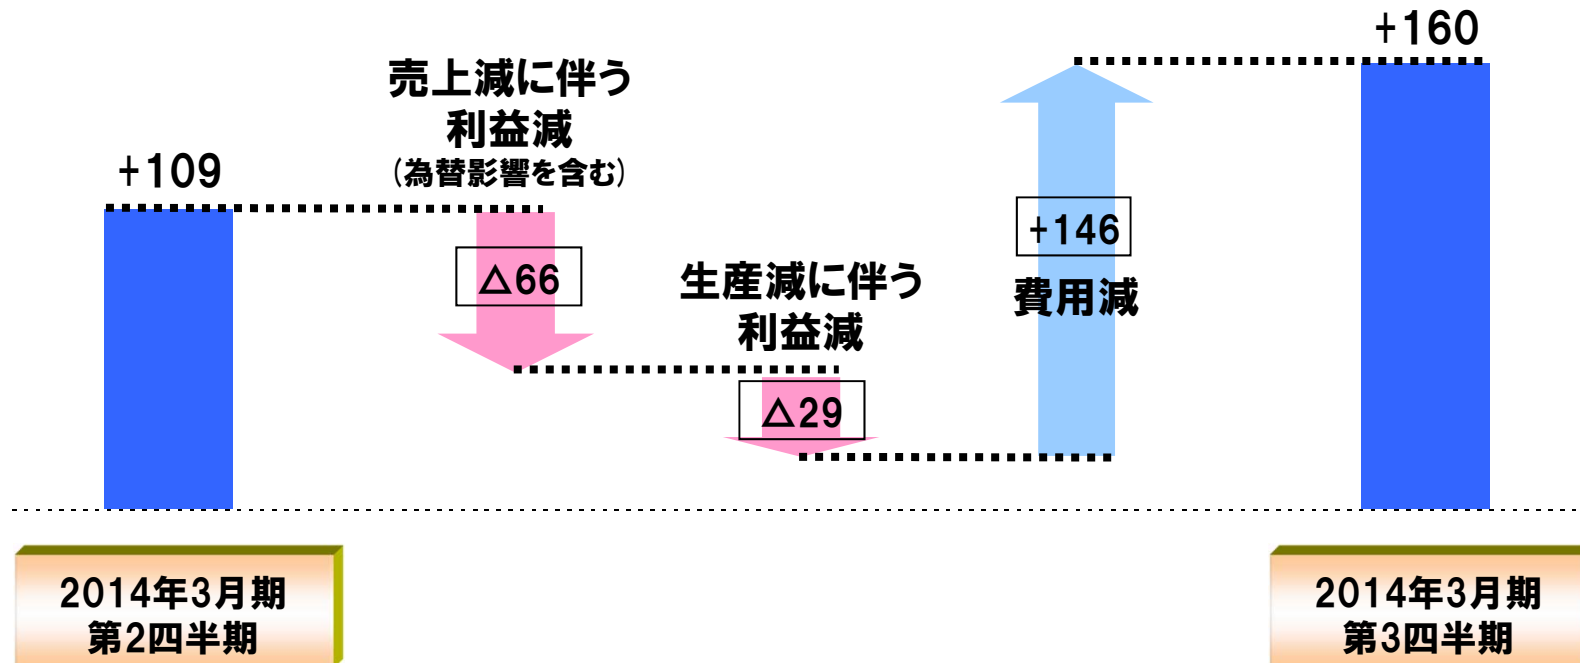 +160
売上減に伴う
利益減
(為替影響を含む)
+109
+146
△66
生産減に伴う
利益減
費用減
△29
2014年3月期
第2四半期
2014年3月期
第3四半期